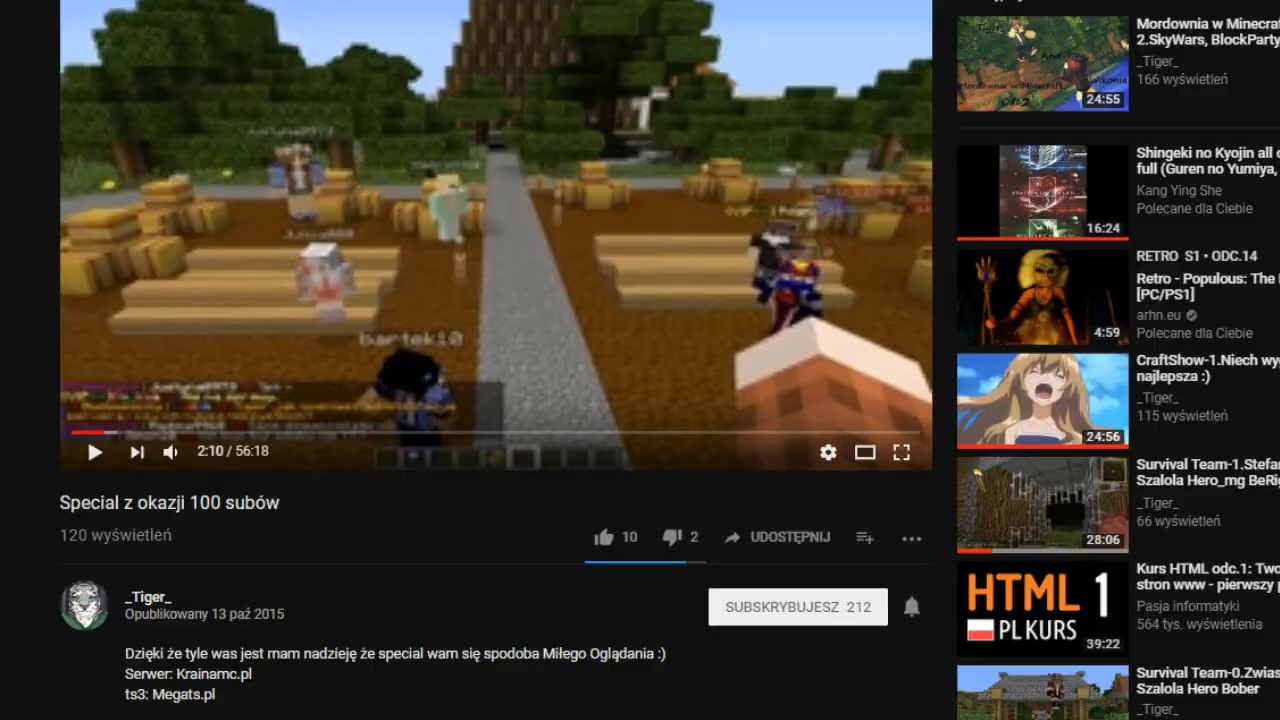 bartek10
2:10 / 56:18
Special z okazji 100 subów
120 wyświetleń
10
2
UDOSTĘPNIJ
_Tiger_
Opublikowany 13 paź 2015
SUBSKRYBUJESZ 212
Dzięki że tyle was jest mam nadzieję że special wam się spodoba Miłego Oglądania :)
Serwer: Krainamc.pl
ts3: Megats.pl
Tiger
Mordownia w Minecraft
24:55
Mordownia w Minecra
2.SkyWars, BlockParty
_Tiger_
166 wyświetleń
16:24
Shingeki no Kyojin all o
full (Guren no Yumiya,
Kang Ying She
Polecane dla Ciebie
4:59
RETRO S1 • ODC.14
Retro - Populous: The
[PC/PS1]
arhn.eu
Polecane dla Ciebie
24:56
CraftShow-1.Niech wy
najlepsza :)
_Tiger_
115 wyświetleń
28:06
Survival Team-1.Stefa
Szalola Hero_mg BeRi
_Tiger_
66 wyświetleń
HTML 1
PL KURS
39:22
Kurs HTML odc.1: Two
stron www - pierwszy p
Pasja informatyki
564 tys. wyświetlenia
Survival Team-0.Zwias
Szalola Hero Bober
_Tiger_